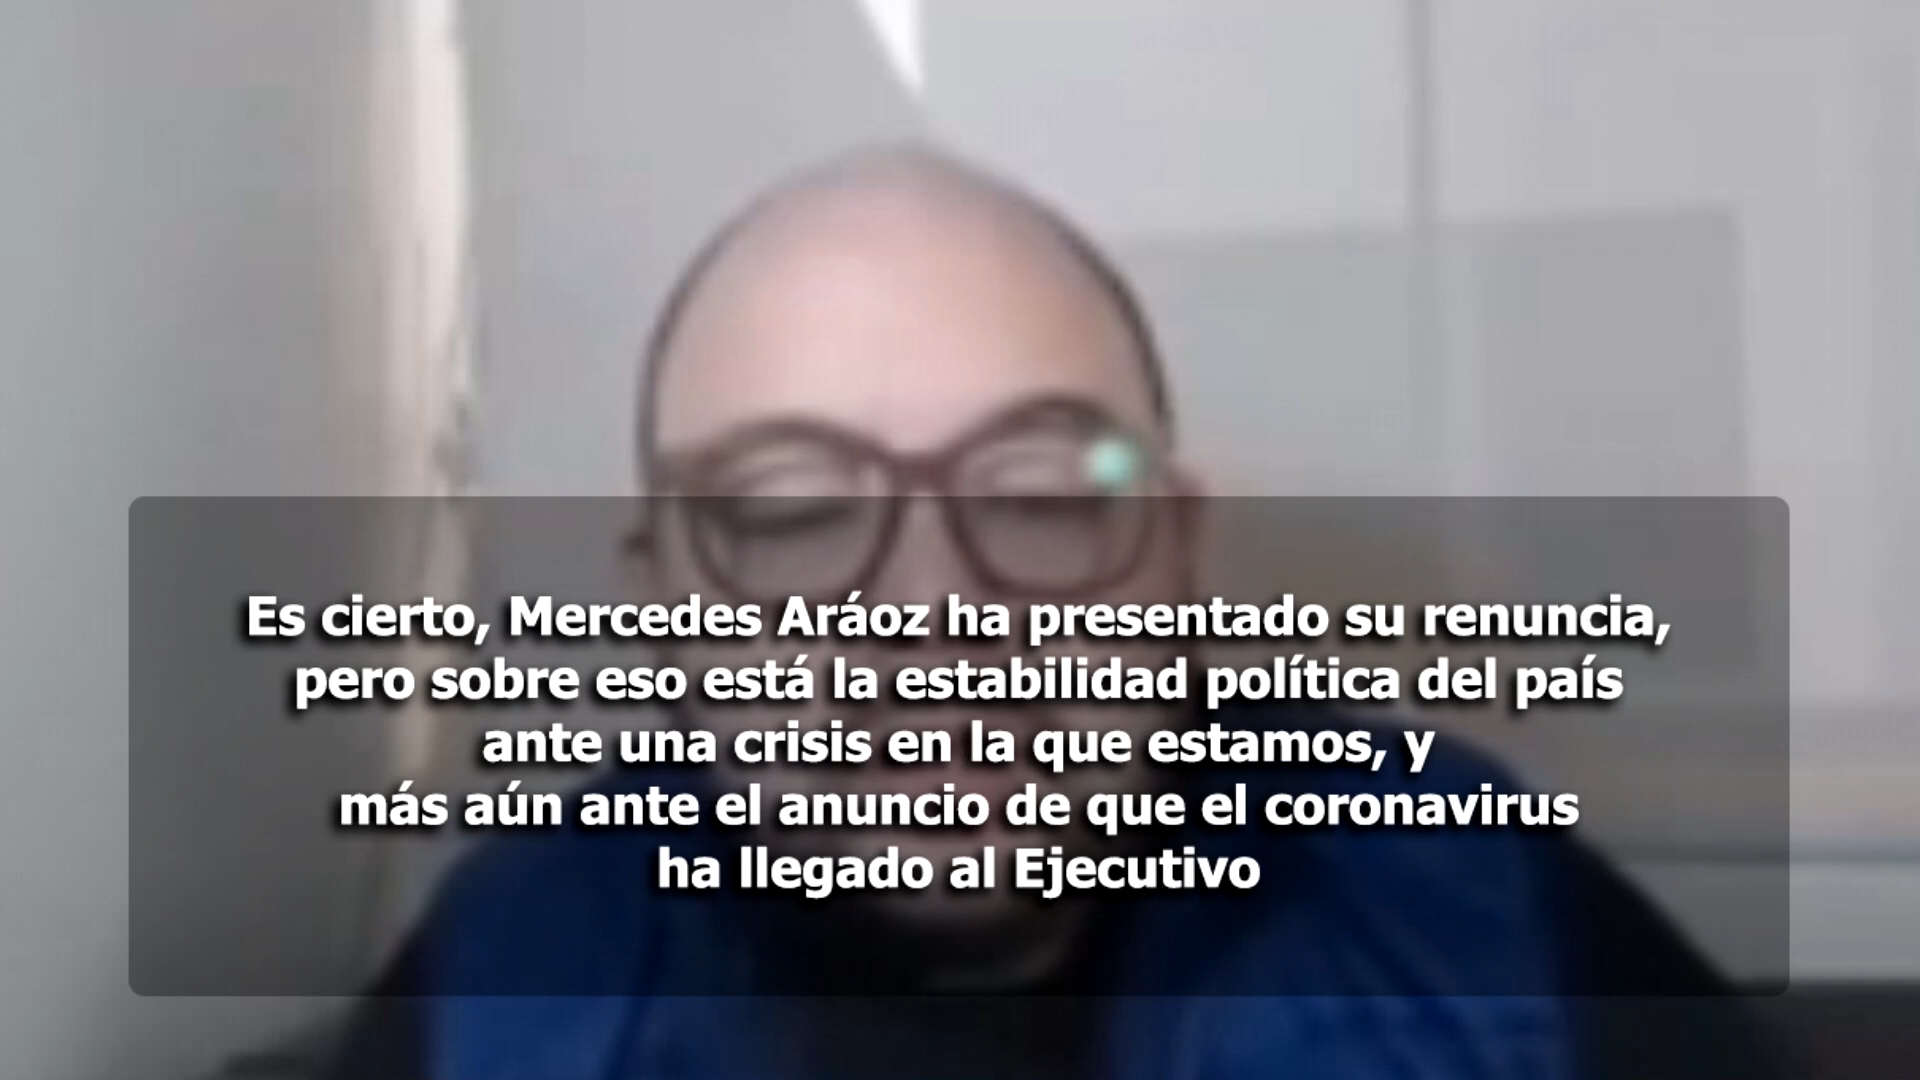 Es cierto, Mercedes Aráoz ha presentado su renuncia,
pero sobre eso está la estabilidad política del país
ante una crisis en la que estamos, y
más aún ante el anuncio de que el coronavirus
ha llegado al Ejecutivo